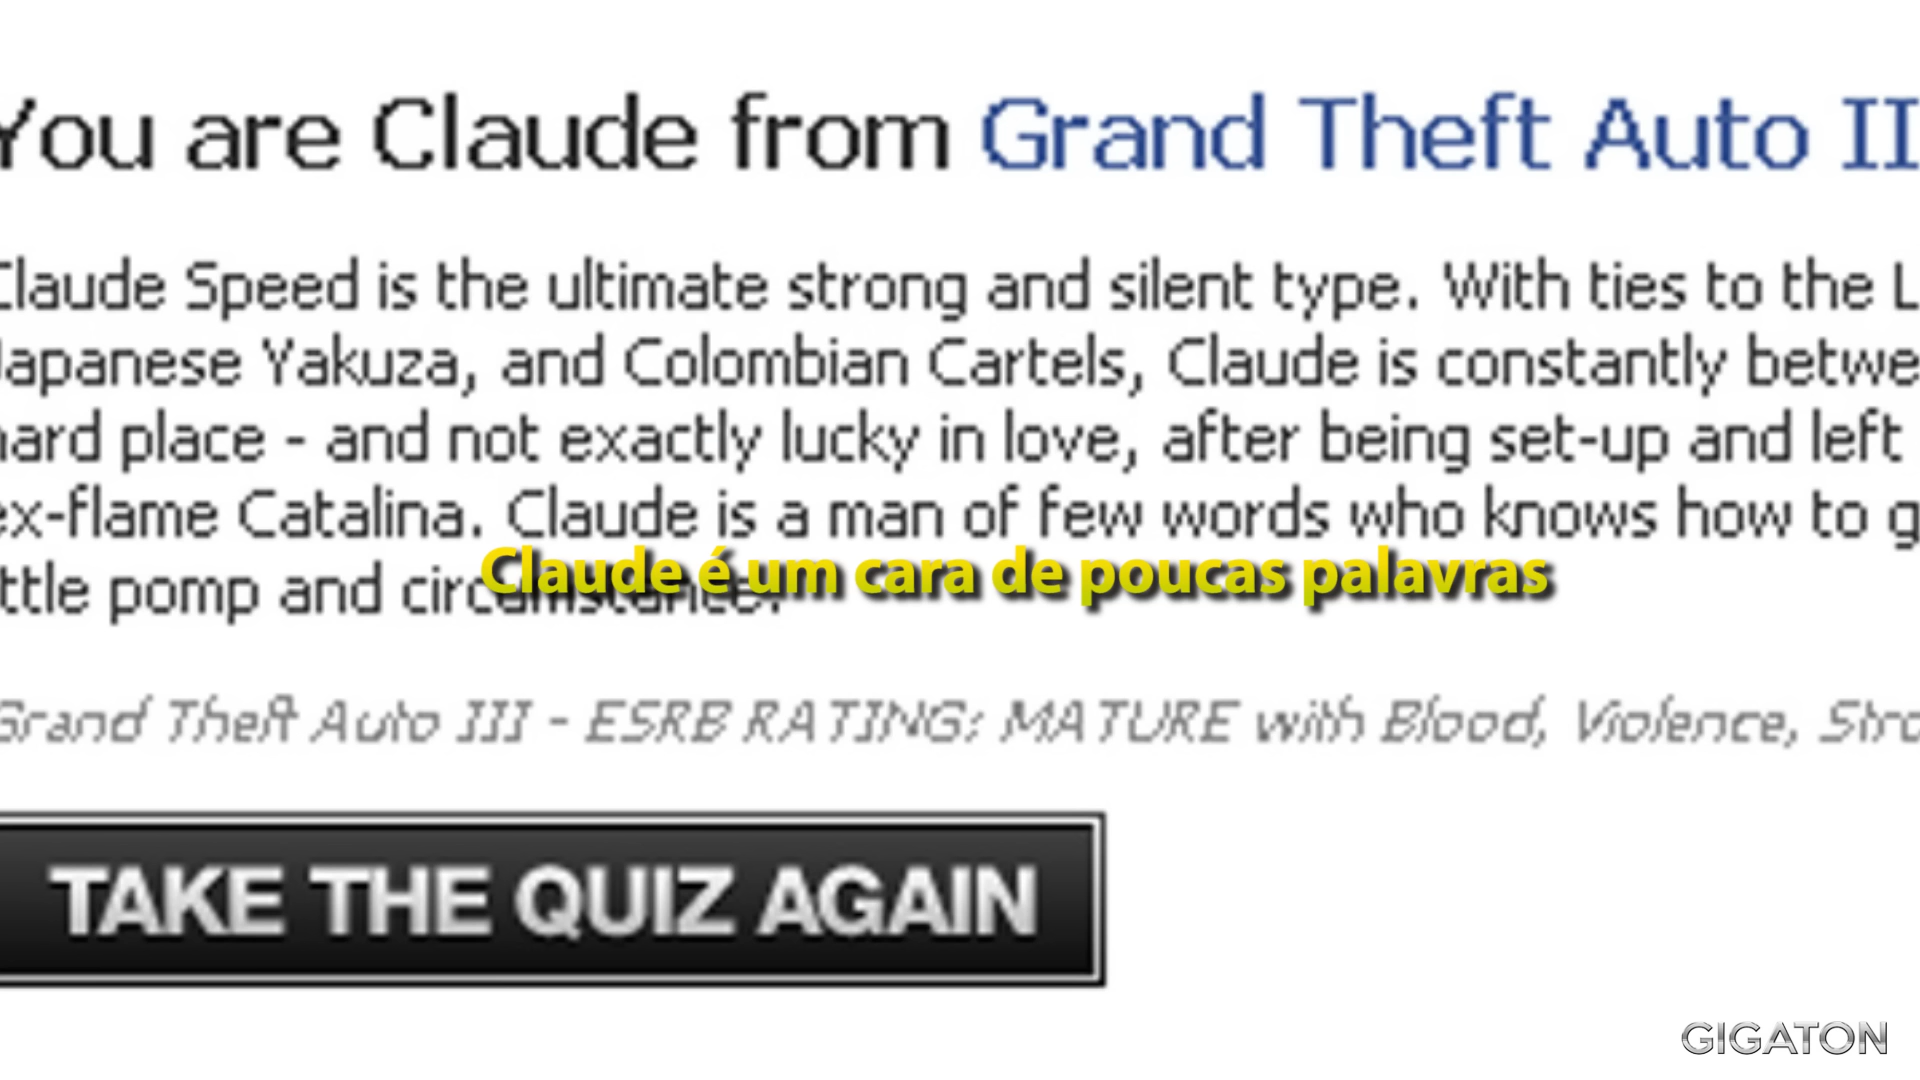 You are Claude from Grand Theft Auto II
Claude Speed is the ultimate strong and silent type. With ties to the L
Japanese Yakuza, and Colombian Cartels, Claude is constantly betwe
hard place - and not exactly lucky in love, after being set-up and left
ex-flame Catalina. Claude is a man of few words who knows how to g
ittle pomp and circumstance.
Claude é um cara de poucas palavras
Grand Theft Auto III - ESRB RATING: MATURE with Blood, Violence, Stro
TAKE THE QUIZ AGAIN
GIGATON